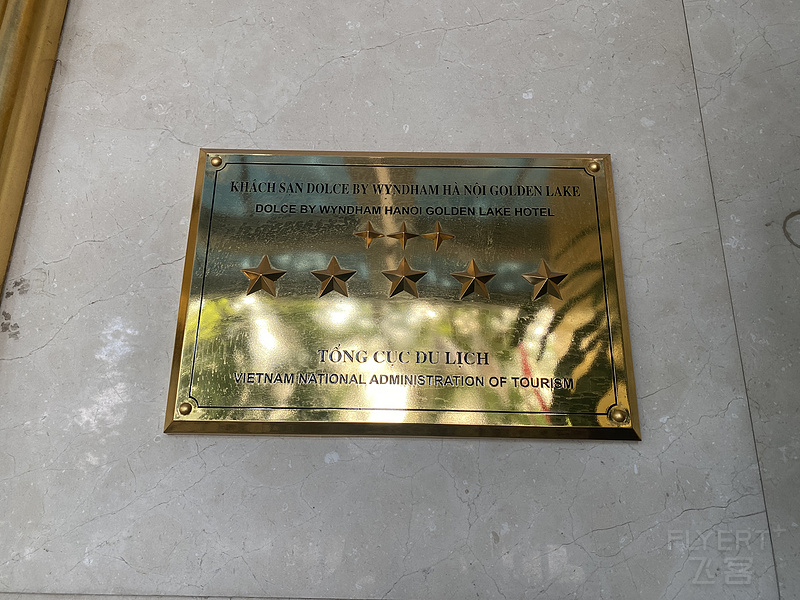 KHÁCH SẠN DOLCE BY WYNDHAM HÀ NỘI GOLDEN LAKE
DOLCE BY WYNDHAM HANOI GOLDEN LAKE HOTEL
TỔNG CỤC DU LỊCH
VIETNAM NATIONAL ADMINISTRATION OF TOURISM
FLYERT
飞客